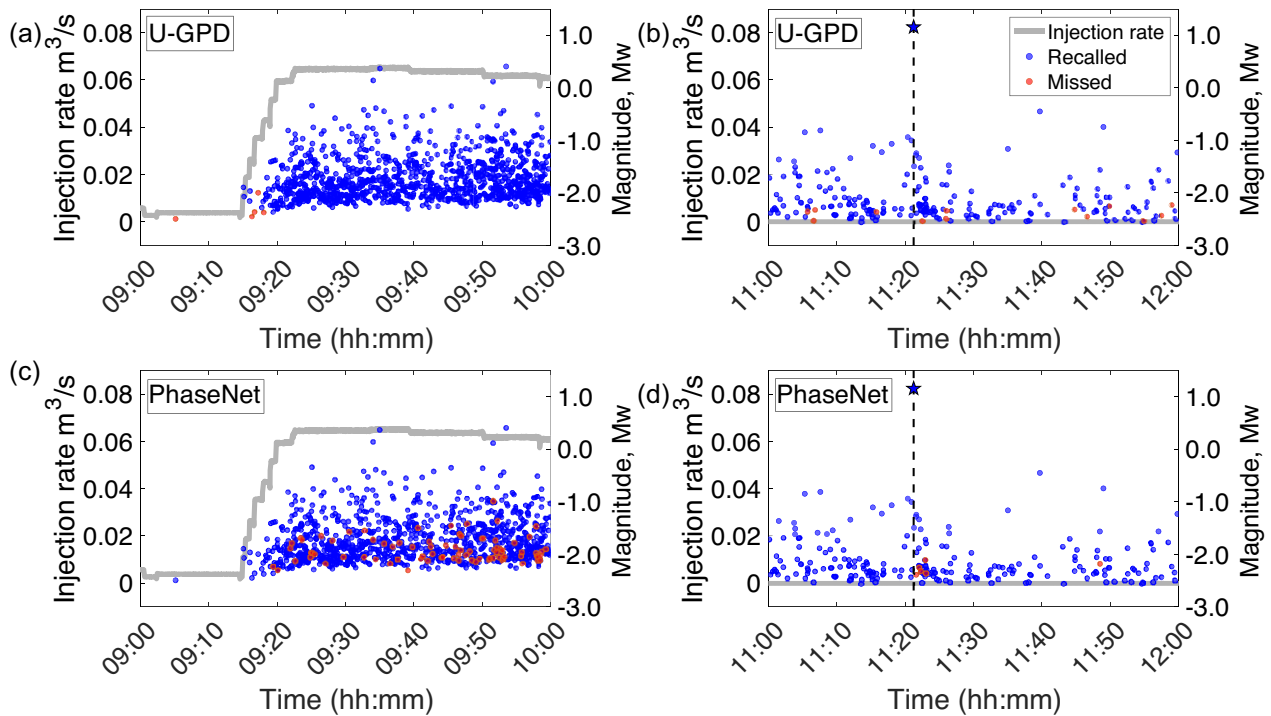 (a)
U-GPD
0.08
0.06
0.04
0.02
0
Injection rate m³/s
1.0
0.0
-1.0
-2.0
-3.0
Magnitude, Mw
09:00
09:10
09:20
09:35
09:40
09:50
10:00
Time (hh:mm)
(b)
U-GPD
Injection rate
Recalled
Missed
0.08
0.06
0.04
0.02
0
Injection rate m³/s
1.0
0.0
-1.0
-2.0
-3.0
Magnitude, Mw
11:00
11:10
11:20
11:30
11:40
11:50
12:00
Time (hh:mm)
(c)
PhaseNet
0.08
0.06
0.04
0.02
0
Injection rate m³/s
1.0
0.0
-1.0
-2.0
-3.0
Magnitude, Mw
09:00
09:10
09:20
09:35
09:40
09:50
10:00
Time (hh:mm)
(d)
PhaseNet
0.08
0.06
0.04
0.02
0
Injection rate m³/s
1.0
0.0
-1.0
-2.0
-3.0
Magnitude, Mw
11:00
11:10
11:20
11:30
11:40
11:50
12:00
Time (hh:mm)